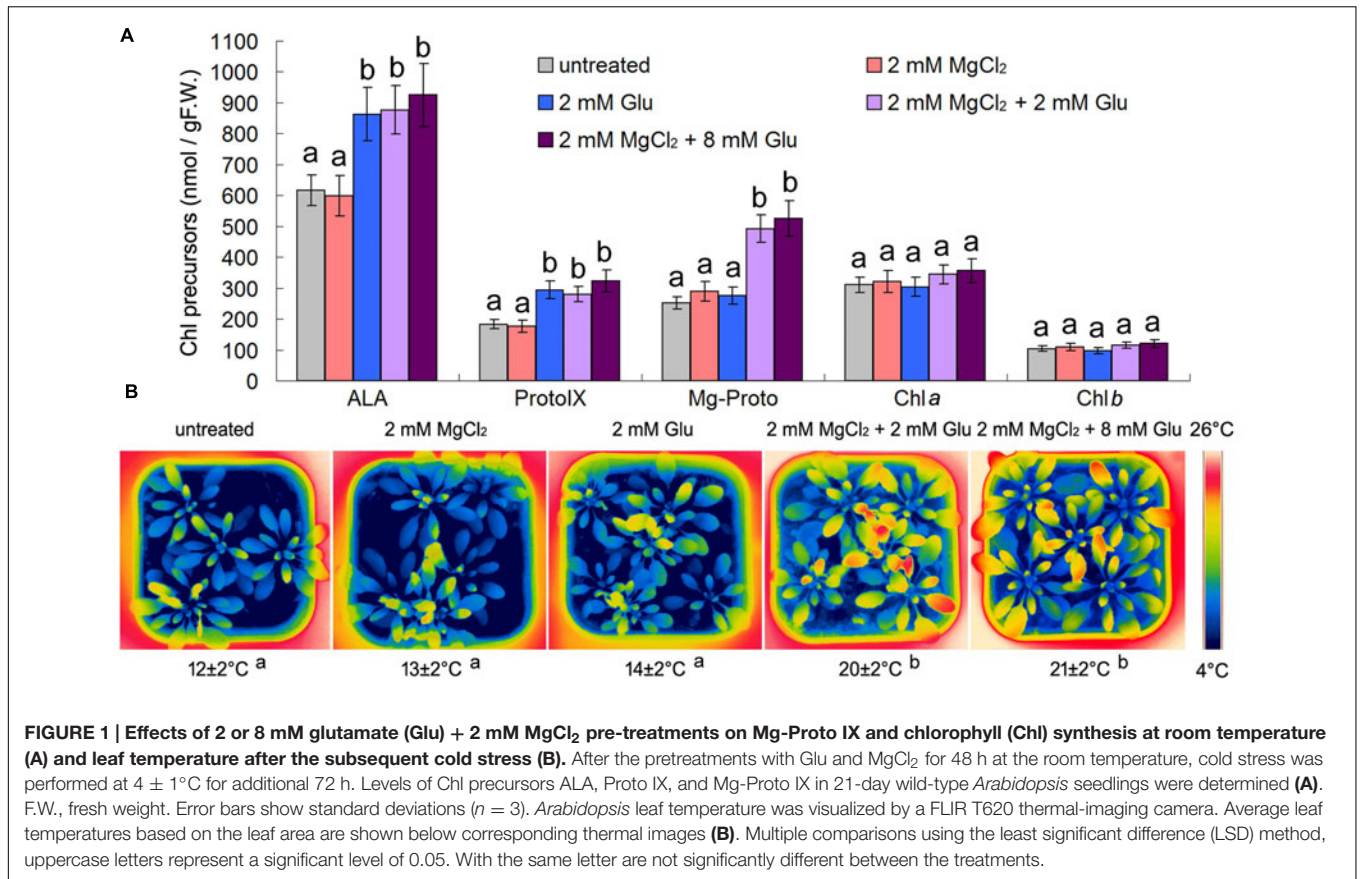 A
Chl precursors (nmol / gF.W.)
1100
1000
900
800
700
600
500
400
300
200
100
0
untreated
2 mM MgCl₂
2 mM Glu
2 mM MgCl₂ + 2 mM Glu
2 mM MgCl₂ + 8 mM Glu
a a b b b
a a b b b
a a a b b
a a a a a
a a a a a
ALA ProtoIX Mg-Proto Chla Chlb
B
untreated 2 mM MgCl₂ 2 mM Glu 2 mM MgCl₂ + 2 mM Glu 2 mM MgCl₂ + 8 mM Glu 26°C
12±2°C a 13±2°C a 14±2°C a 20±2°C b 21±2°C b 4°C
FIGURE 1 | Effects of 2 or 8 mM glutamate (Glu) + 2 mM MgCl₂ pre-treatments on Mg-Proto IX and chlorophyll (Chl) synthesis at room temperature
(A) and leaf temperature after the subsequent cold stress (B). After the pretreatments with Glu and MgCl₂ for 48 h at the room temperature, cold stress was
performed at 4 ± 1°C for additional 72 h. Levels of Chl precursors ALA, Proto IX, and Mg-Proto IX in 21-day wild-type Arabidopsis seedlings were determined (A).
F.W., fresh weight. Error bars show standard deviations (n = 3). Arabidopsis leaf temperature was visualized by a FLIR T620 thermal-imaging camera. Average leaf
temperatures based on the leaf area are shown below corresponding thermal images (B). Multiple comparisons using the least significant difference (LSD) method,
uppercase letters represent a significant level of 0.05. With the same letter are not significantly different between the treatments.